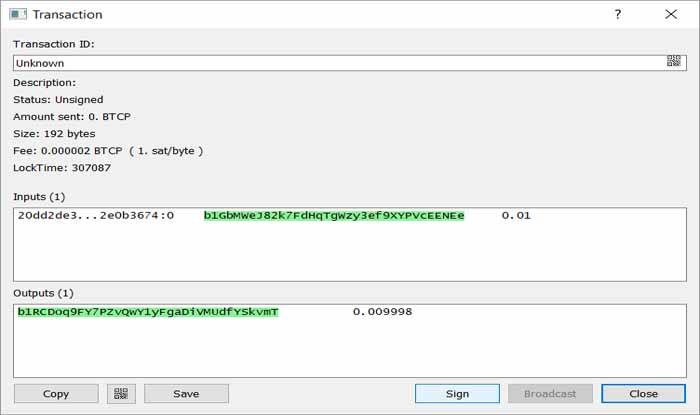 Transaction
?
Transaction ID:
Unknown
Description:
Status: Unsigned
Amount sent: 0. BTCP
Size: 192 bytes
Fee: 0.000002 BTCP ( 1. sat/byte )
LockTime: 307087
Inputs (1)
20dd2de3...2e0b3674:0 b1GbMWeJ82k7FdHqTgWzy3ef9XYPVcEENEe 0.01
Outputs (1)
b1RCDoq9FY7PZvQwY1yFgaDiVMUdfYSkvmT 0.009998
Copy Save Sign Broadcast Close